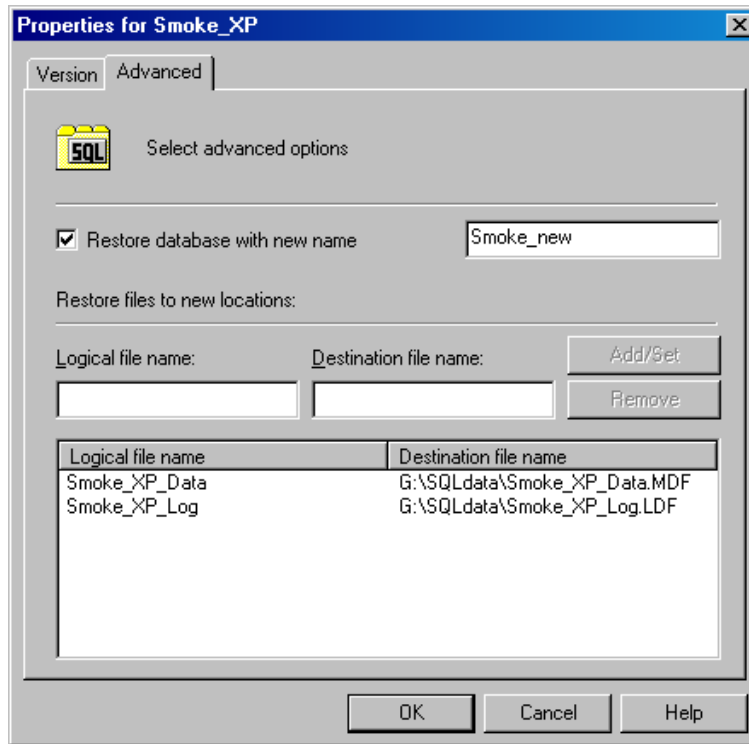 Properties for Smoke_XP
Version Advanced
SQL
Select advanced options
Restore database with new name Smoke_new
Restore files to new locations:
Logical file name: Destination file name: Add/Set
Remove
Logical file name Destination file name
Smoke_XP_Data G:\SQLdata\Smoke_XP_Data.MDF
Smoke_XP_Log G:\SQLdata\Smoke_XP_Log.LDF
OK Cancel Help